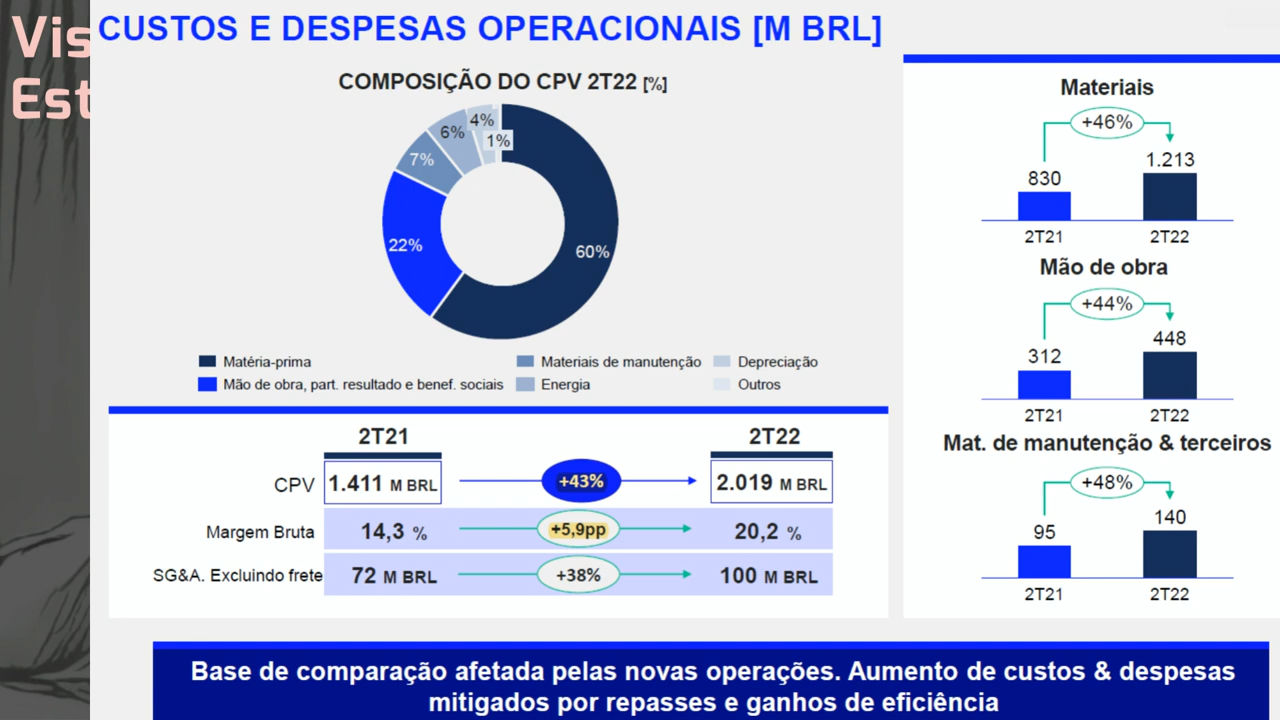 Vis
Est
CUSTOS E DESPESAS OPERACIONAIS [M BRL]
COMPOSIÇÃO DO CPV 2T22 [%]
4%
6%
1%
7%
22%
60%
Matéria-prima
Materiais de manutenção
Depreciação
Mão de obra, part. resultado e benef. sociais
Energia
Outros
2T21
2T22
CPV
1.411 M BRL
+43%
2.019 M BRL
Margem Bruta
14,3 %
+5,9pp
20,2 %
SG&A. Excluindo frete
72 M BRL
+38%
100 M BRL
Materiais
+46%
830
1.213
2T21
2T22
Mão de obra
+44%
312
448
2T21
2T22
Mat. de manutenção & terceiros
+48%
95
140
2T21
2T22
Base de comparação afetada pelas novas operações. Aumento de custos & despesas
mitigados por repasses e ganhos de eficiência